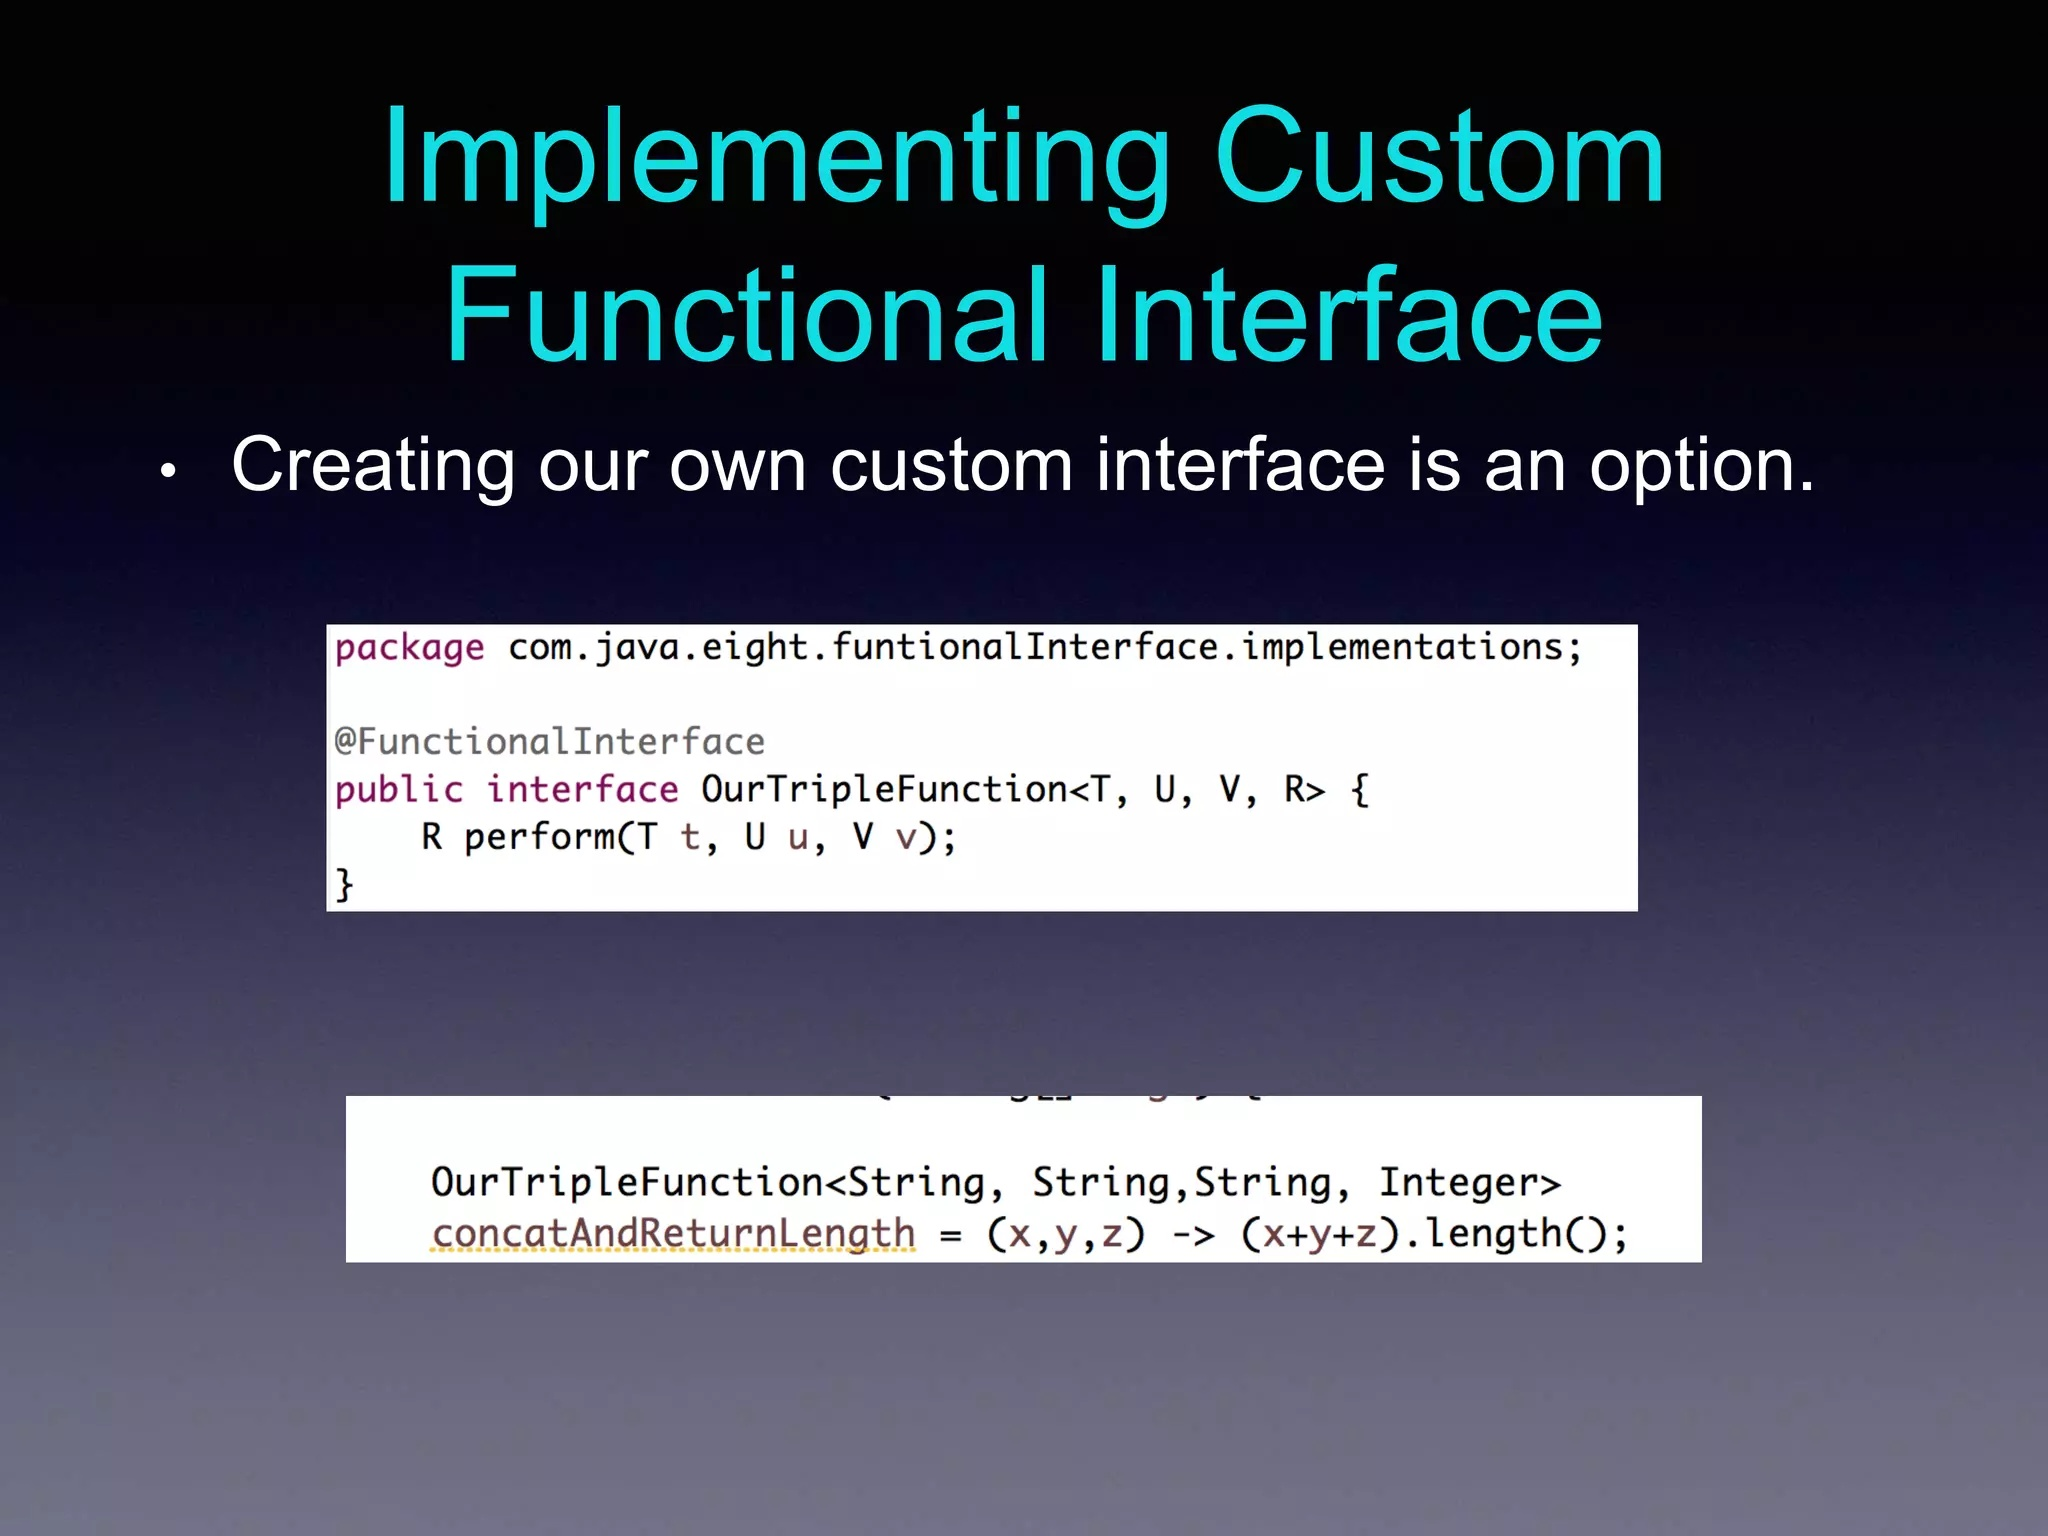 Implementing Custom
Functional Interface
• Creating our own custom interface is an option.
package com.java.eight.funtionalInterface.implementations;
@FunctionalInterface
public interface OurTripleFunction<T, U, V, R> {
R perform(T t, U u, V v);
}
OurTripleFunction<String, String,String, Integer>
concatAndReturnLength = (x,y,z) -> (x+y+z).length();